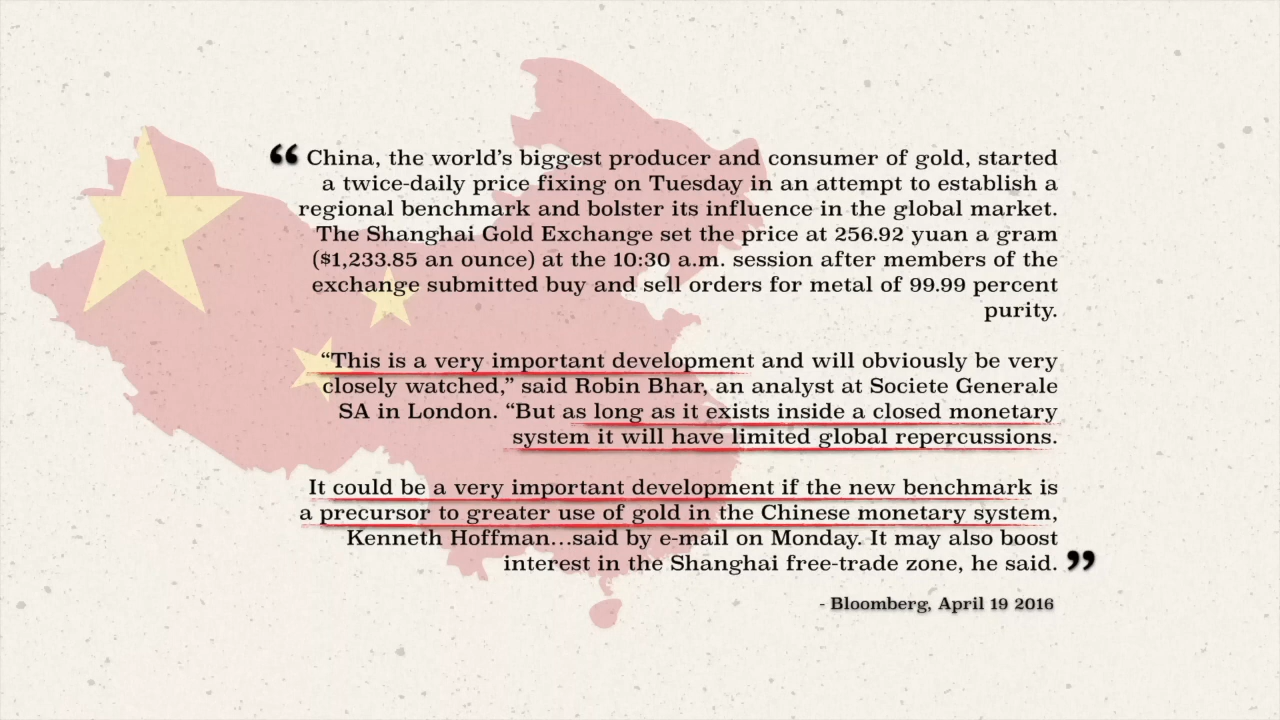 “ China, the world’s biggest producer and consumer of gold, started
a twice-daily price fixing on Tuesday in an attempt to establish a
regional benchmark and bolster its influence in the global market.
The Shanghai Gold Exchange set the price at 256.92 yuan a gram
($1,233.85 an ounce) at the 10:30 a.m. session after members of the
exchange submitted buy and sell orders for metal of 99.99 percent
purity.
“This is a very important development and will obviously be very
closely watched,” said Robin Bhar, an analyst at Societe Generale
SA in London. “But as long as it exists inside a closed monetary
system it will have limited global repercussions.
It could be a very important development if the new benchmark is
a precursor to greater use of gold in the Chinese monetary system,
Kenneth Hoffman...said by e-mail on Monday. It may also boost
interest in the Shanghai free-trade zone, he said. ”
- Bloomberg, April 19 2016